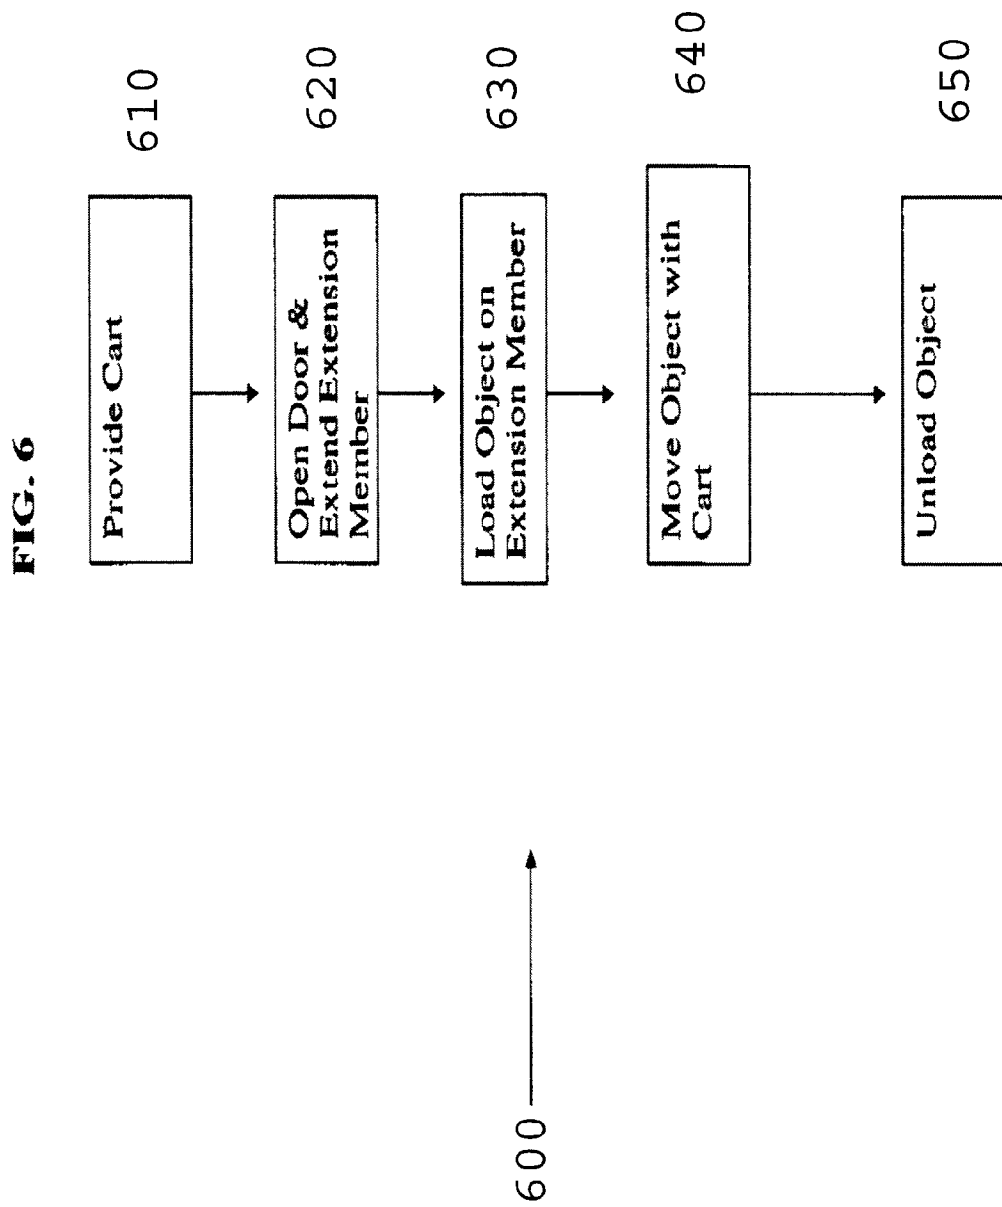 FIG. 6
Provide Cart
610
Open Door &
Extend Extension
Member
620
Load Object on
Extension Member
630
Move Object with
Cart
640
Unload Object
650
600